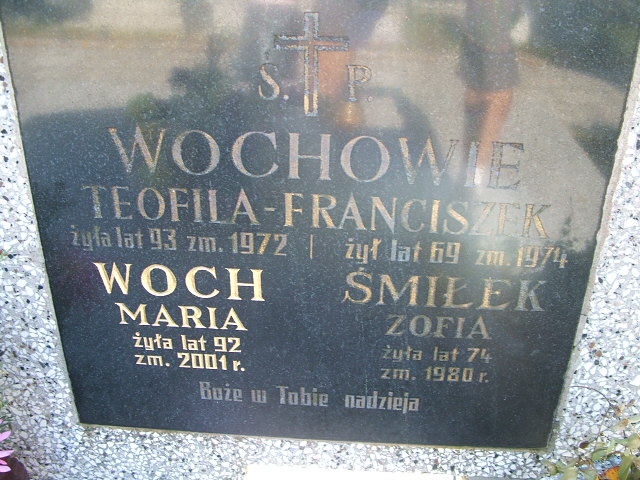 Ś. P.
WOCHOWIE
TEOFILA-FRANCISZEK
żyła lat 93 zm. 1972 | żył lat 69 zm. 1974
WOCH
MARIA
żyła lat 92
zm. 2001 r.
ŚMIŁEK
ZOFIA
żyła lat 74
zm. 1980 r.
Boże w Tobie nadzieja